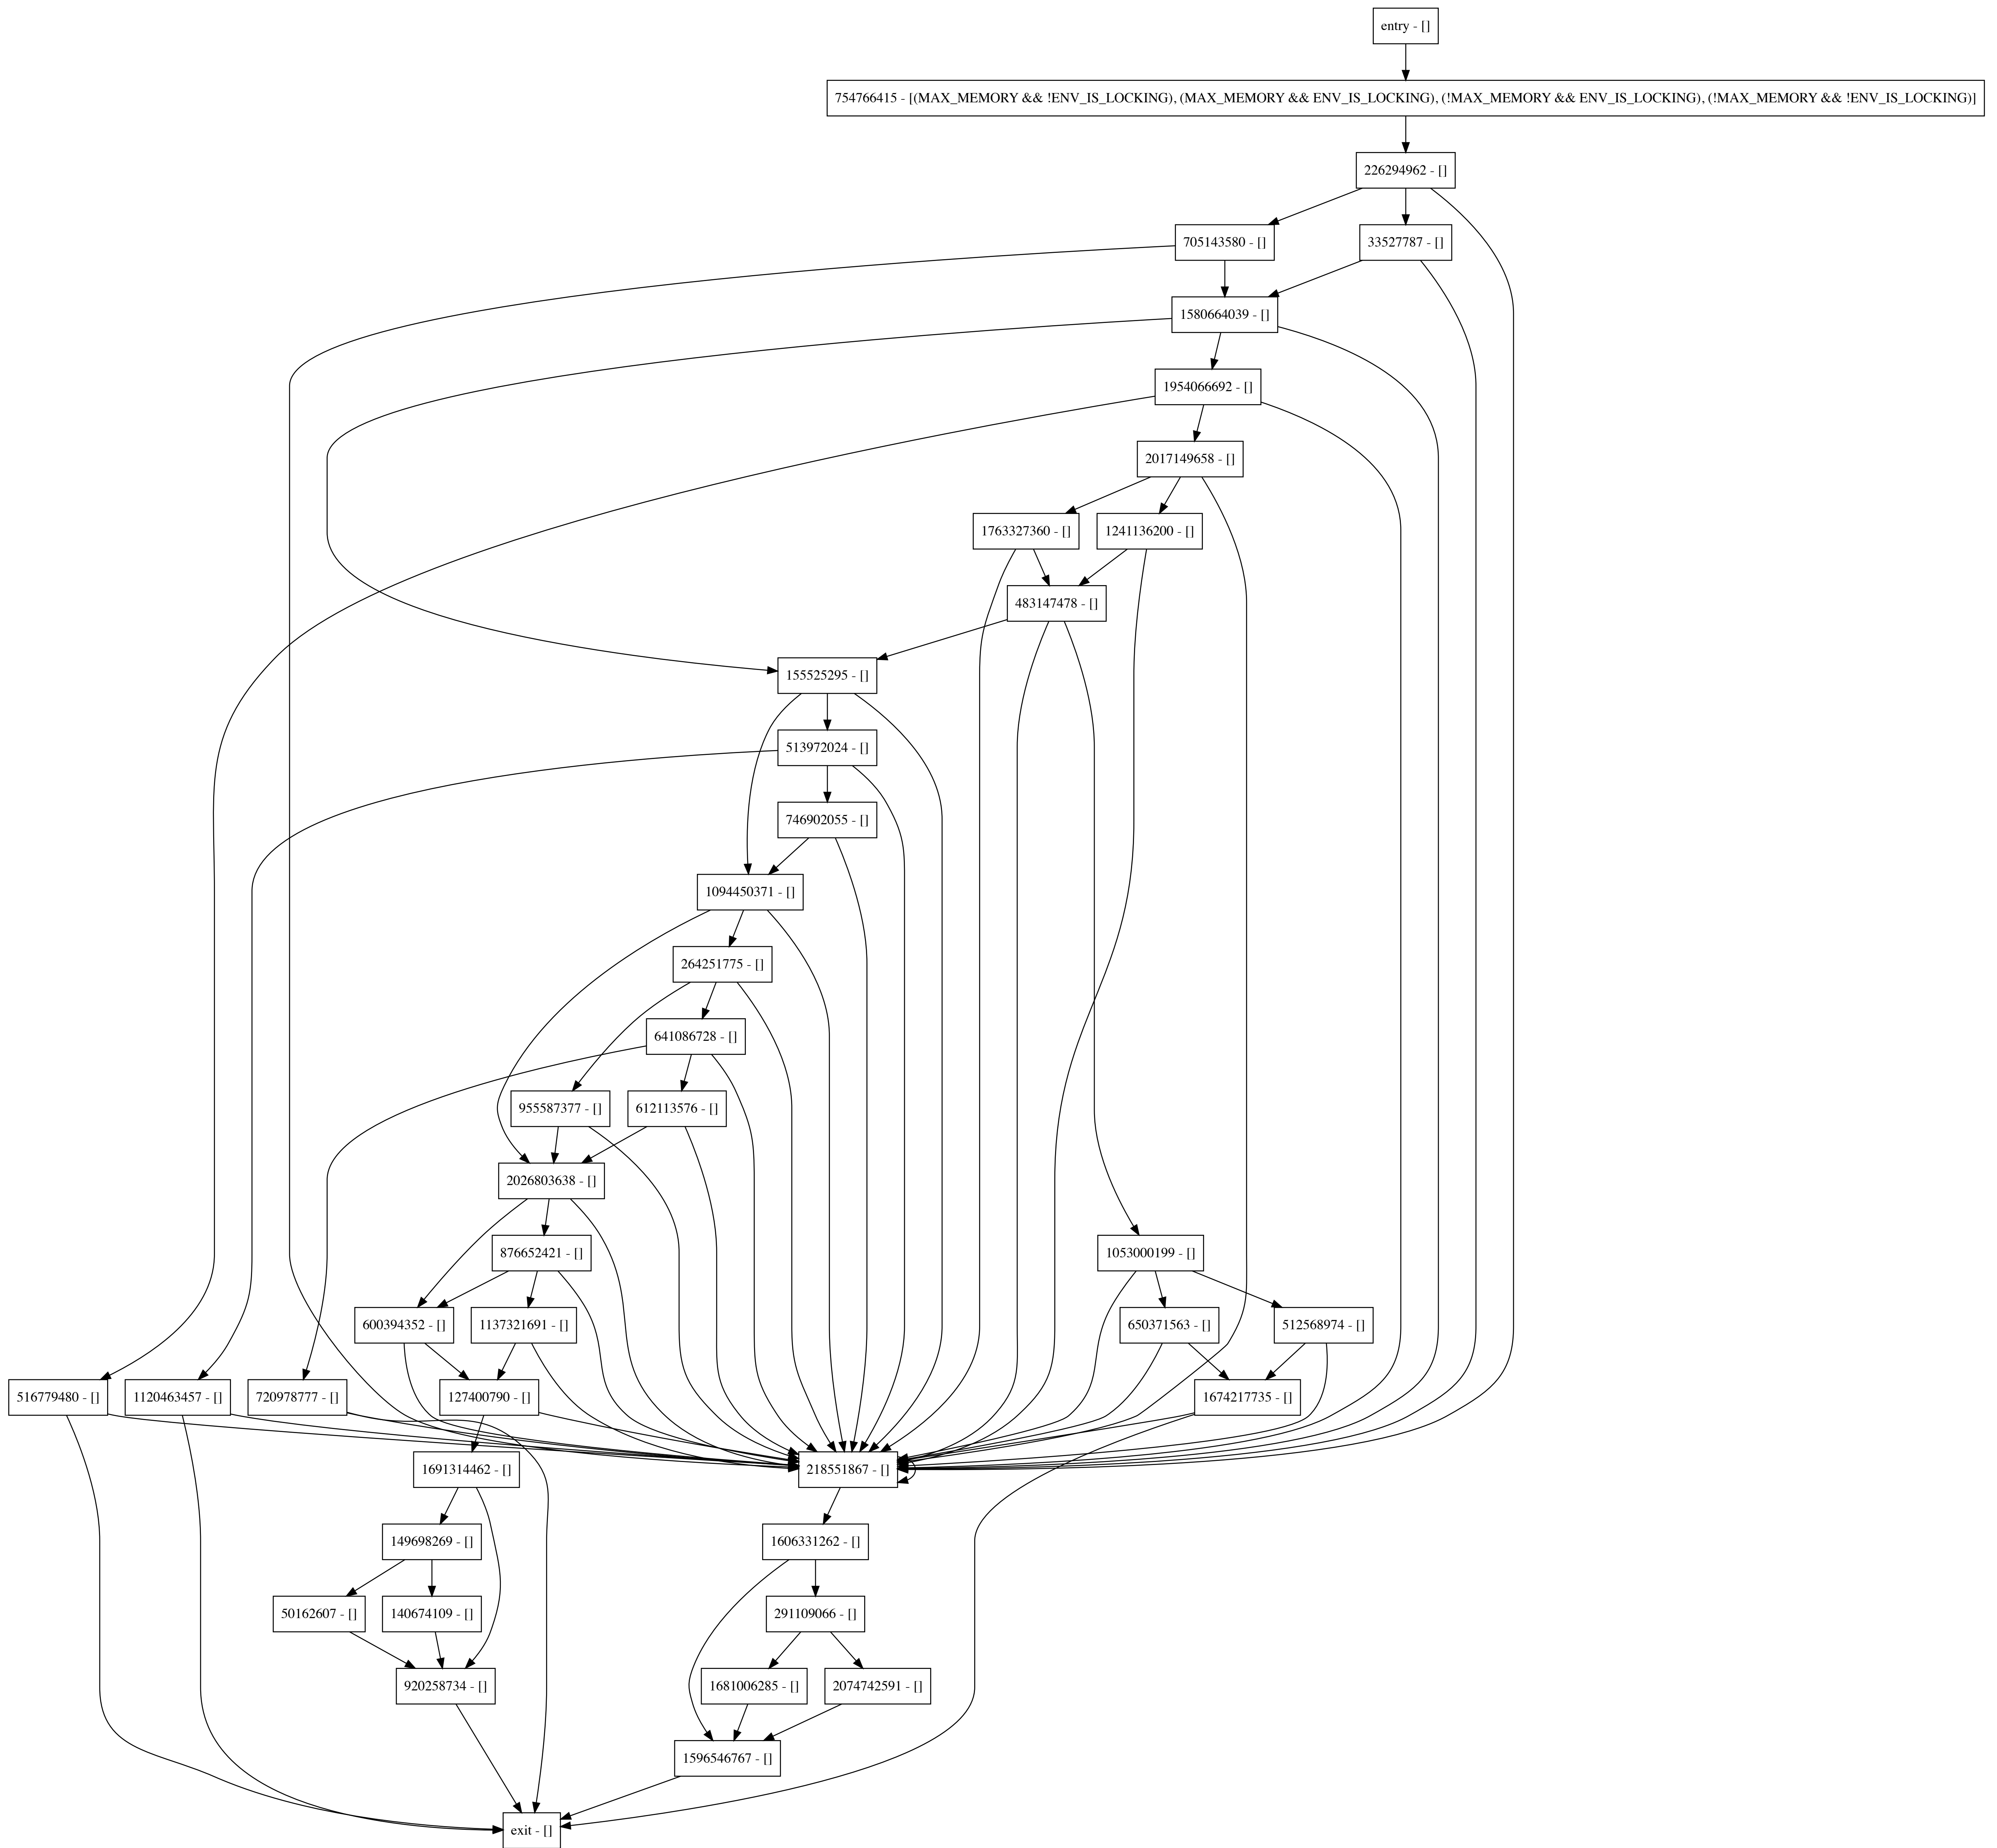 entry - []
754766415 - [(MAX_MEMORY && !ENV_IS_LOCKING), (MAX_MEMORY && ENV_IS_LOCKING), (!MAX_MEMORY && ENV_IS_LOCKING), (!MAX_MEMORY && !ENV_IS_LOCKING)]
226294962 - []
705143580 - []
33527787 - []
1580664039 - []
1954066692 - []
2017149658 - []
1763327360 - []
1241136200 - []
483147478 - []
155525295 - []
513972024 - []
746902055 - []
1094450371 - []
264251775 - []
641086728 - []
955587377 - []
612113576 - []
2026803638 - []
876652421 - []
1053000199 - []
600394352 - []
1137321691 - []
650371563 - []
512568974 - []
516779480 - []
1120463457 - []
720978777 - []
127400790 - []
1674217735 - []
1691314462 - []
218551867 - []
149698269 - []
1606331262 - []
50162607 - []
140674109 - []
291109066 - []
920258734 - []
1681006285 - []
2074742591 - []
1596546767 - []
exit - []